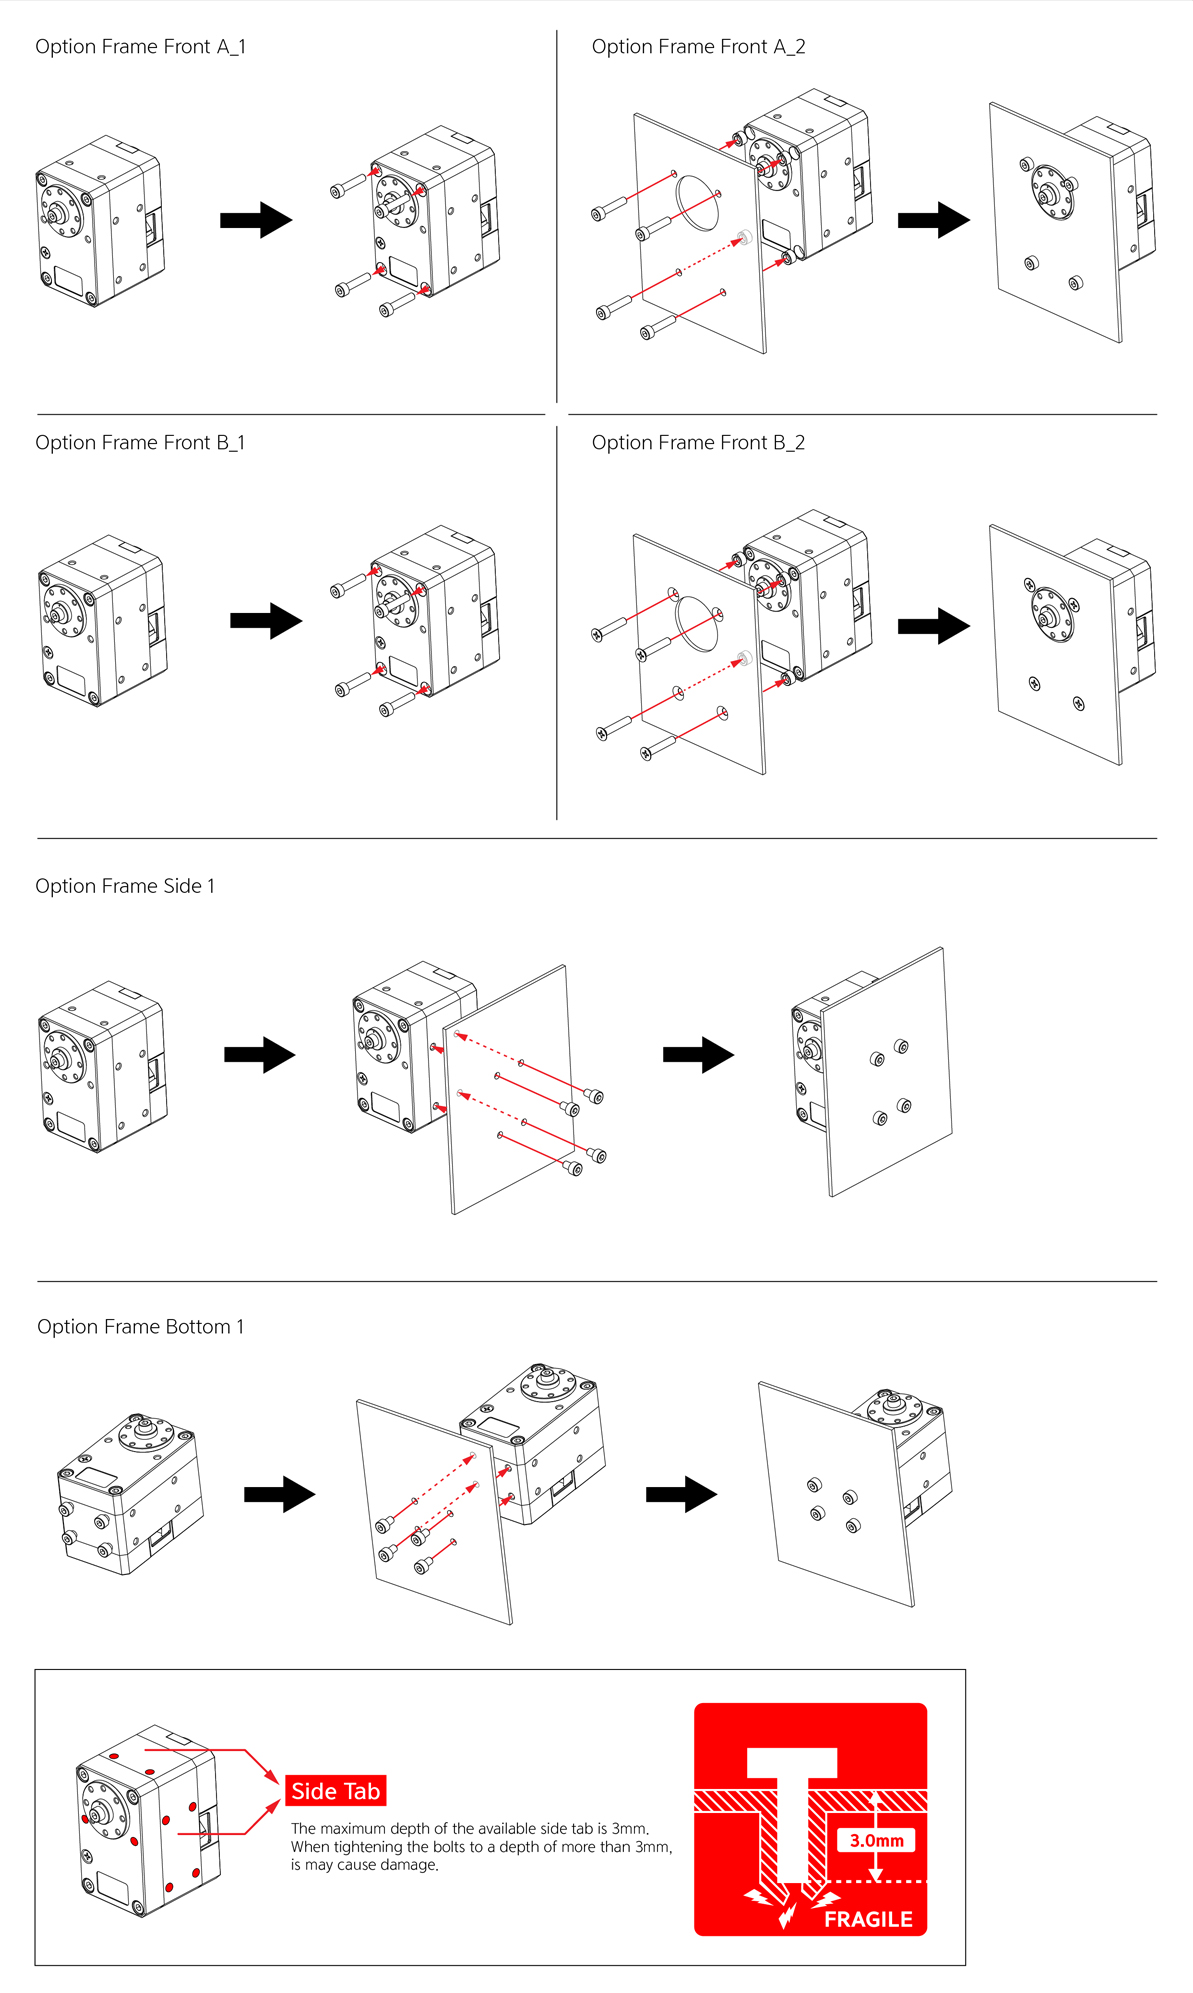 Option Frame Front A_1
Option Frame Front A_2
Option Frame Front B_1
Option Frame Front B_2
Option Frame Side 1
Option Frame Bottom 1
Side Tab
The maximum depth of the available side tab is 3mm.
When tightening the bolts to a depth of more than 3mm,
is may cause damage.
3.0mm
FRAGILE